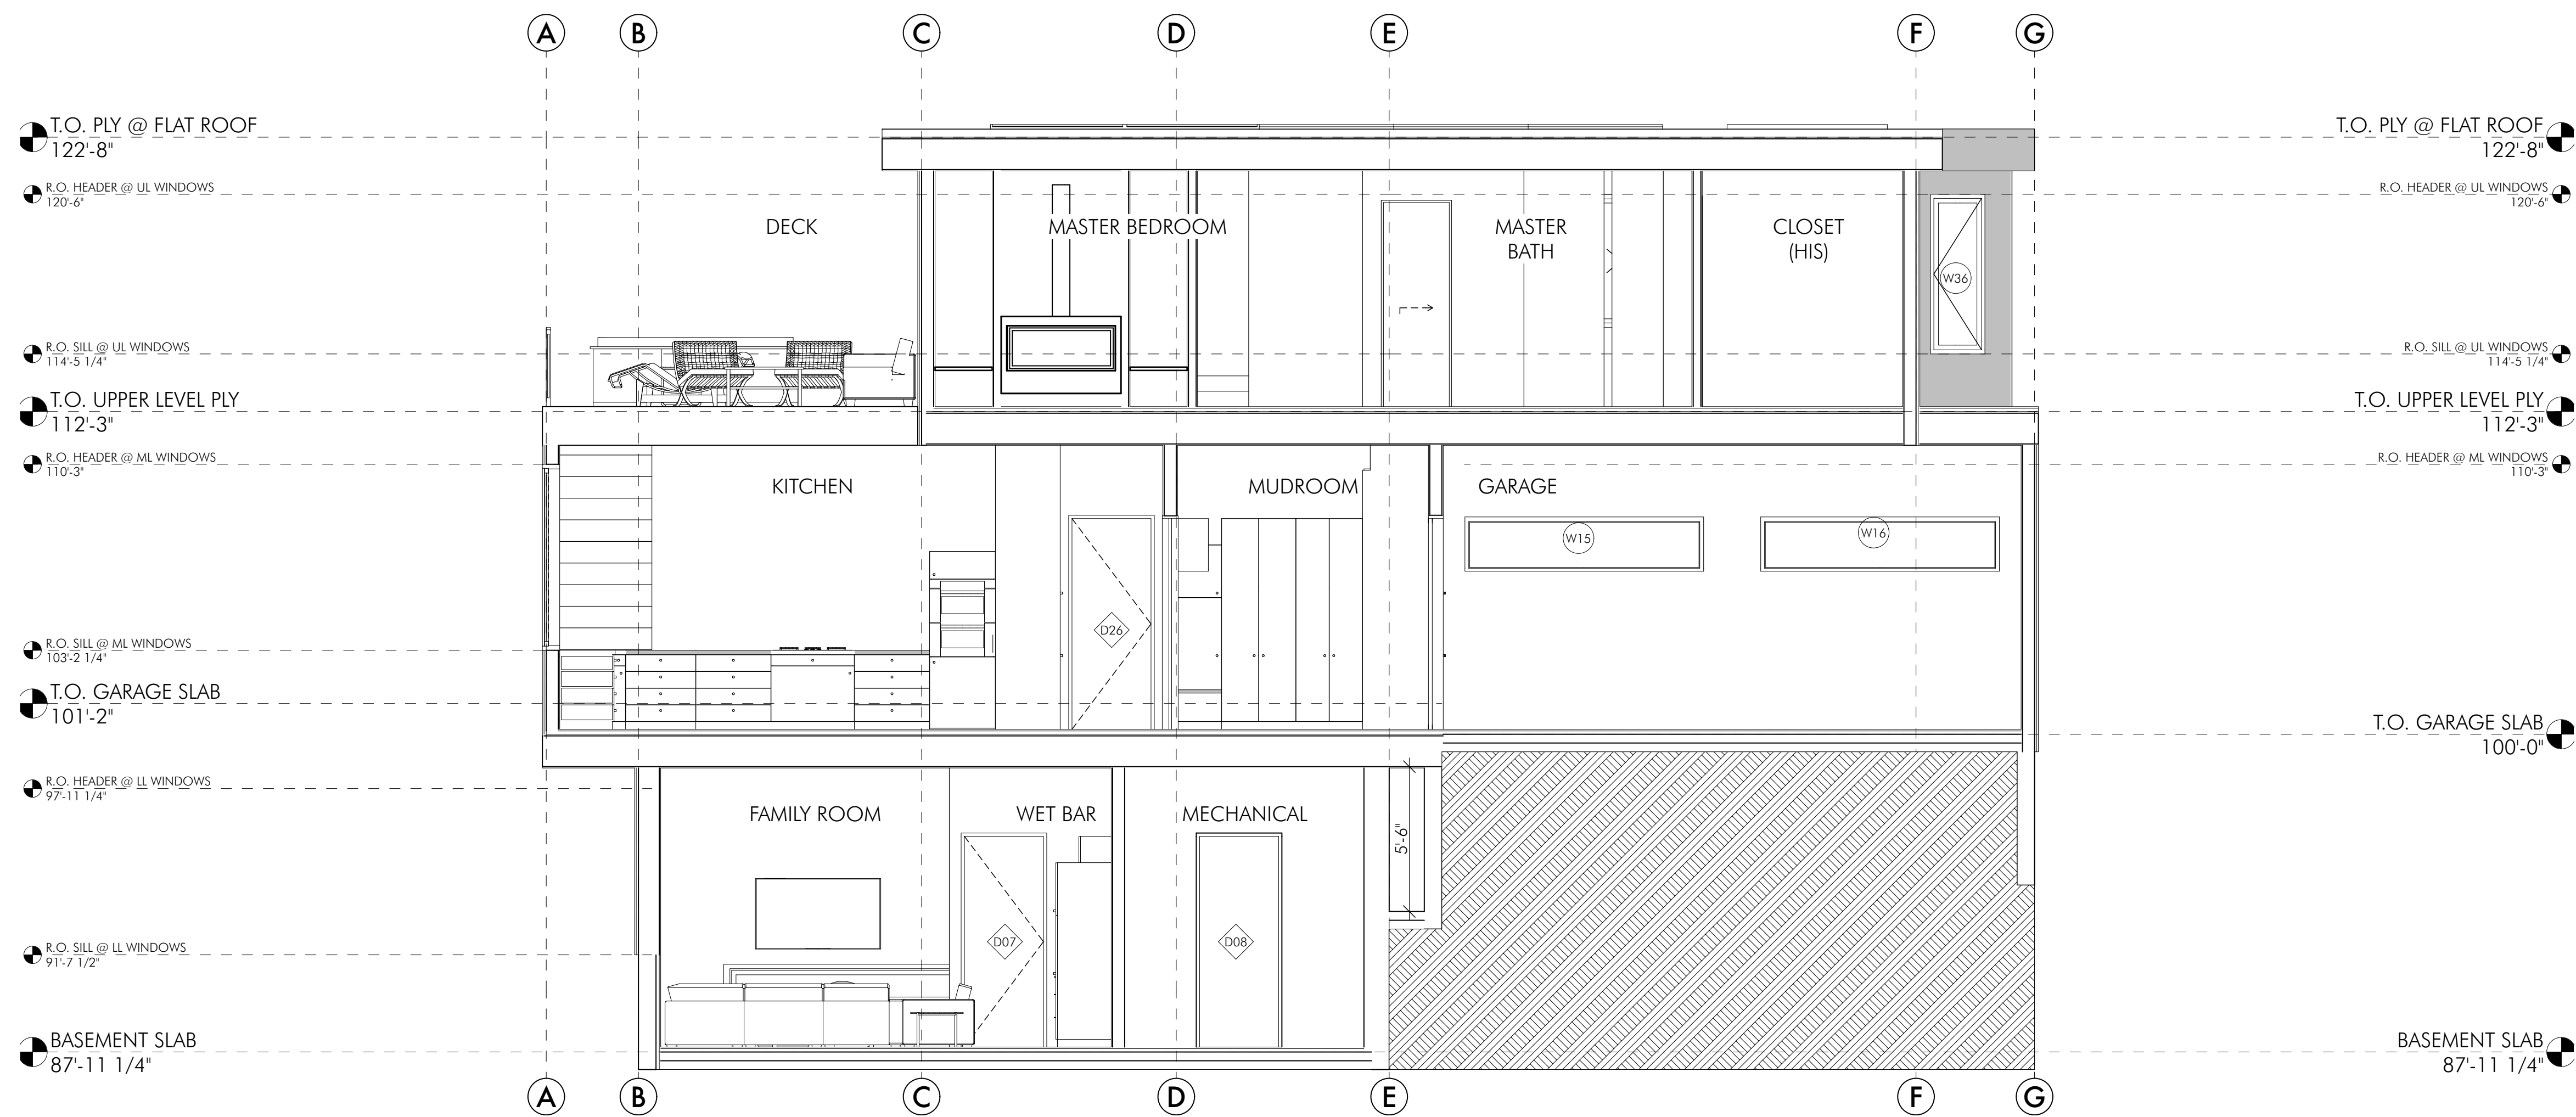 A B C D E F G
T.O. PLY @ FLAT ROOF
122'-8"
T.O. PLY @ FLAT ROOF
122'-8"
R.O. HEADER @ UL WINDOWS
120'-6"
R.O. HEADER @ UL WINDOWS
120'-6"
DECK
MASTER BEDROOM
MASTER
BATH
CLOSET
(HIS)
W36
R.O. SILL @ UL WINDOWS
114'-5 1/4"
R.O. SILL @ UL WINDOWS
114'-5 1/4"
T.O. UPPER LEVEL PLY
112'-3"
T.O. UPPER LEVEL PLY
112'-3"
R.O. HEADER @ ML WINDOWS
110'-3"
R.O. HEADER @ ML WINDOWS
110'-3"
KITCHEN
MUDROOM
GARAGE
W15
W16
D26
R.O. SILL @ ML WINDOWS
103'-2 1/4"
T.O. GARAGE SLAB
101'-2"
T.O. GARAGE SLAB
100'-0"
R.O. HEADER @ LL WINDOWS
97'-11 1/4"
FAMILY ROOM
WET BAR
MECHANICAL
5'-6"
D07
D08
R.O. SILL @ LL WINDOWS
91'-7 1/2"
BASEMENT SLAB
87'-11 1/4"
BASEMENT SLAB
87'-11 1/4"
A B C D E F G